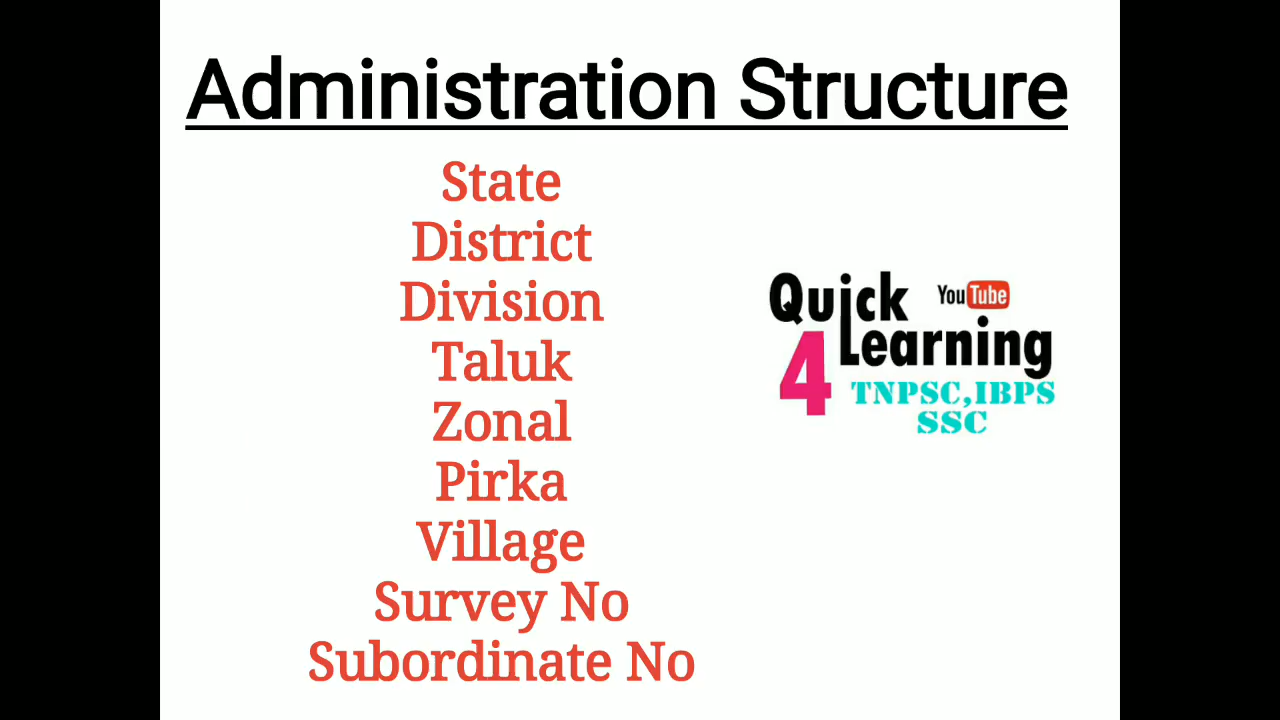 Administration Structure
State
District
Division
Taluk
Zonal
Pirka
Village
Survey No
Subordinate No
Quick YouTube
4 Learning
TNPSC,IBPS
SSC